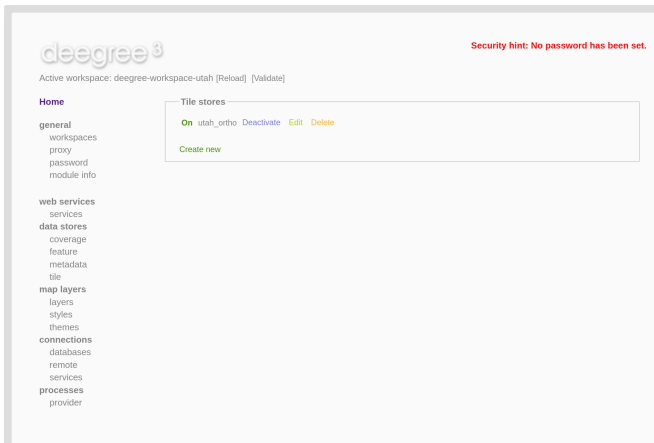 deegree 3
Security hint: No password has been set.
Active workspace: deegree-workspace-utah [Reload] [Validate]
Home
general
workspaces
proxy
password
module info
web services
services
data stores
coverage
feature
metadata
tile
map layers
layers
styles
themes
connections
databases
remote
services
processes
provider
Tile stores
On utah_ortho Deactivate Edit Delete
Create new